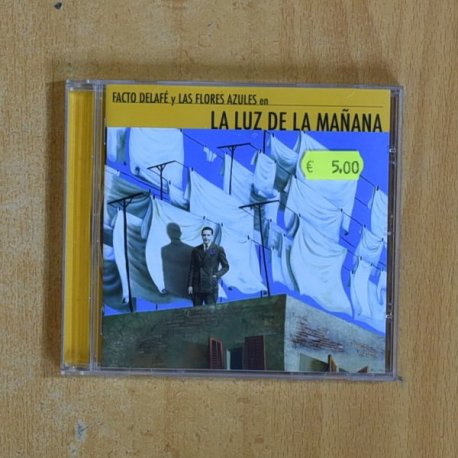 FACTO DELAFÉ y LAS FLORES AZULES en
LA LUZ DE LA MAÑANA
€ 5,00